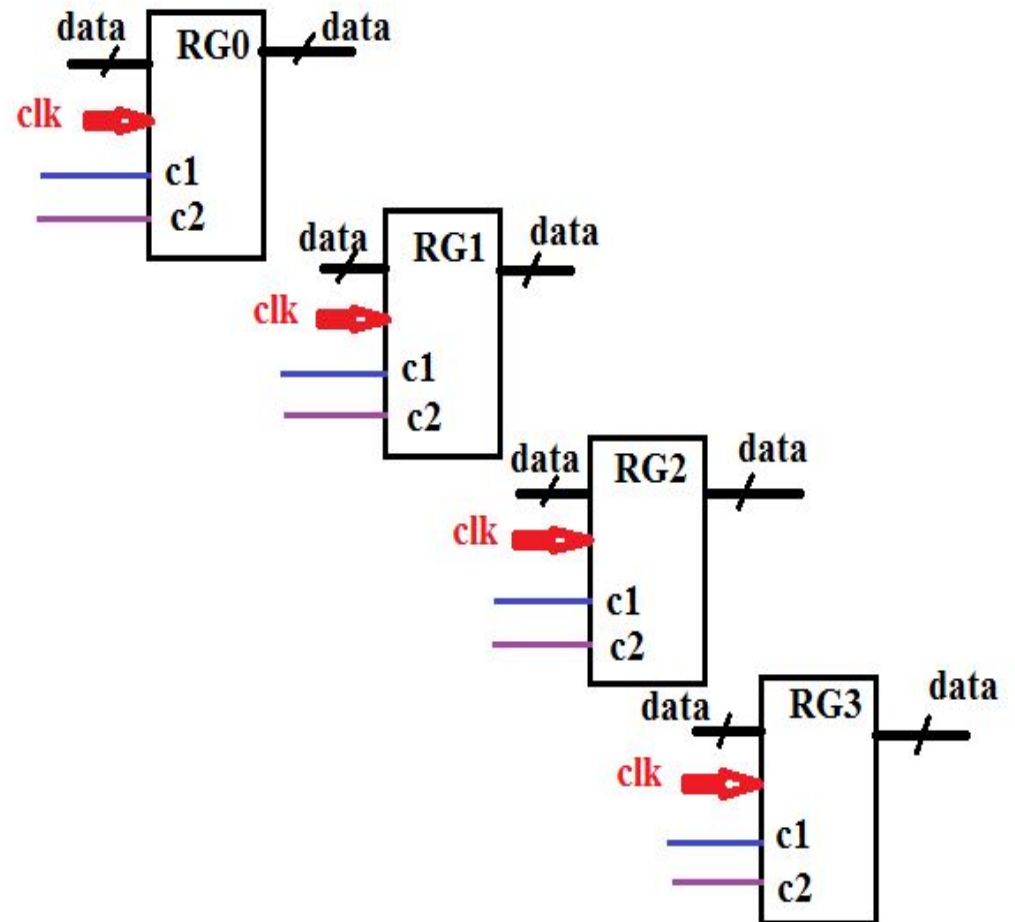 data
RG0
data
clk
c1
c2
data
RG1
data
clk
c1
c2
data
RG2
data
clk
c1
c2
data
RG3
data
clk
c1
c2